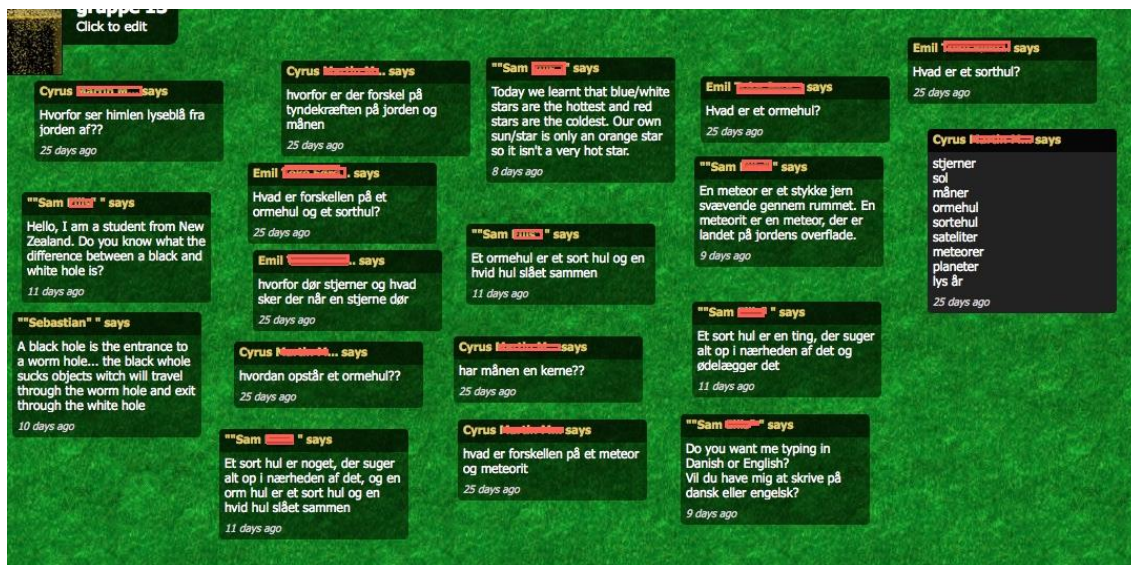 gruppe 15
Click to edit
Cyrus says
Hvorfor ser himlen lyseblå fra
jorden af??
25 days ago
""Sam " " says
Hello, I am a student from New
Zealand. Do you know what the
difference between a black and
white hole is?
11 days ago
""Sebastian" " says
A black hole is the entrance to
a worm hole... the black whole
sucks objects witch will travel
through the worm hole and exit
through the white hole
10 days ago
Cyrus .. says
hvorfor er der forskel på
tyndekræften på jorden og
månen
25 days ago
Emil . says
Hvad er forskellen på et
ormehul og et sorthul?
25 days ago
Emil .. says
hvorfor dør stjerner og hvad
sker der når en stjerne dør
25 days ago
Cyrus ... says
hvordan opstår et ormehul??
25 days ago
""Sam " says
Et sort hul er noget, der suger
alt op i nærheden af det, og en
orm hul er et sort hul og en
hvid hul slået sammen
11 days ago
""Sam " says
Today we learnt that blue/white
stars are the hottest and red
stars are the coldest. Our own
sun/star is only an orange star
so it isn't a very hot star.
8 days ago
""Sam " says
Et ormehul er et sort hul og en
hvid hul slået sammen
11 days ago
Cyrus says
har månen en kerne??
25 days ago
Cyrus says
hvad er forskellen på et meteor
og meteorit
25 days ago
Emil says
Hvad er et ormehul?
25 days ago
""Sam " says
En meteor er et stykke jern
svævende gennem rummet. En
meteorit er en meteor, der er
landet på jordens overflade.
9 days ago
""Sam " says
Et sort hul er en ting, der suger
alt op i nærheden af det og
ødelægger det
11 days ago
""Sam " says
Do you want me typing in
Danish or English?
Vil du have mig at skrive på
dansk eller engelsk?
9 days ago
Emil says
Hvad er et sorthul?
25 days ago
Cyrus says
stjerner
sol
måner
ormehul
sortehul
sateliter
meteorer
planeter
lys år
25 days ago